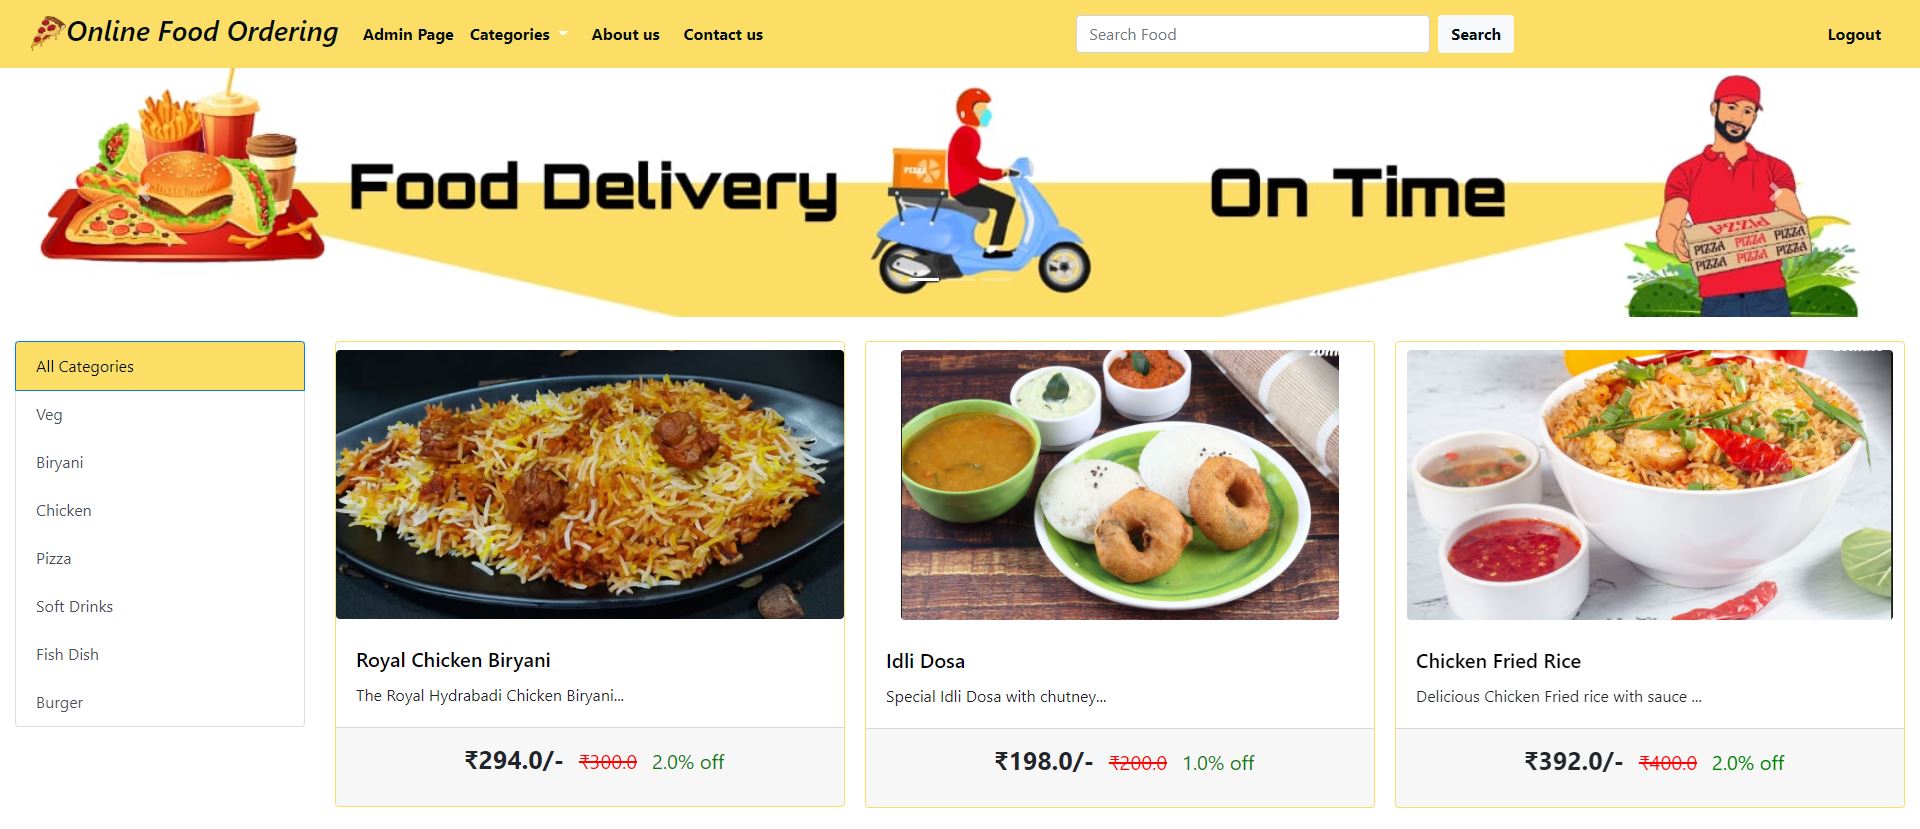 Online Food Ordering
Admin Page
Categories
About us
Contact us
Search Food
Search
Logout
Food Delivery
On Time
PIZZA
PIZZA
PIZZA PIZZA PIZZA
PIZZA PIZZA PIZZA
All Categories
Veg
Biryani
Chicken
Pizza
Soft Drinks
Fish Dish
Burger
Royal Chicken Biryani
The Royal Hydrabadi Chicken Biryani...
₹294.0/- ₹300.0 2.0% off
Idli Dosa
Special Idli Dosa with chutney...
₹198.0/- ₹200.0 1.0% off
Chicken Fried Rice
Delicious Chicken Fried rice with sauce ...
₹392.0/- ₹400.0 2.0% off